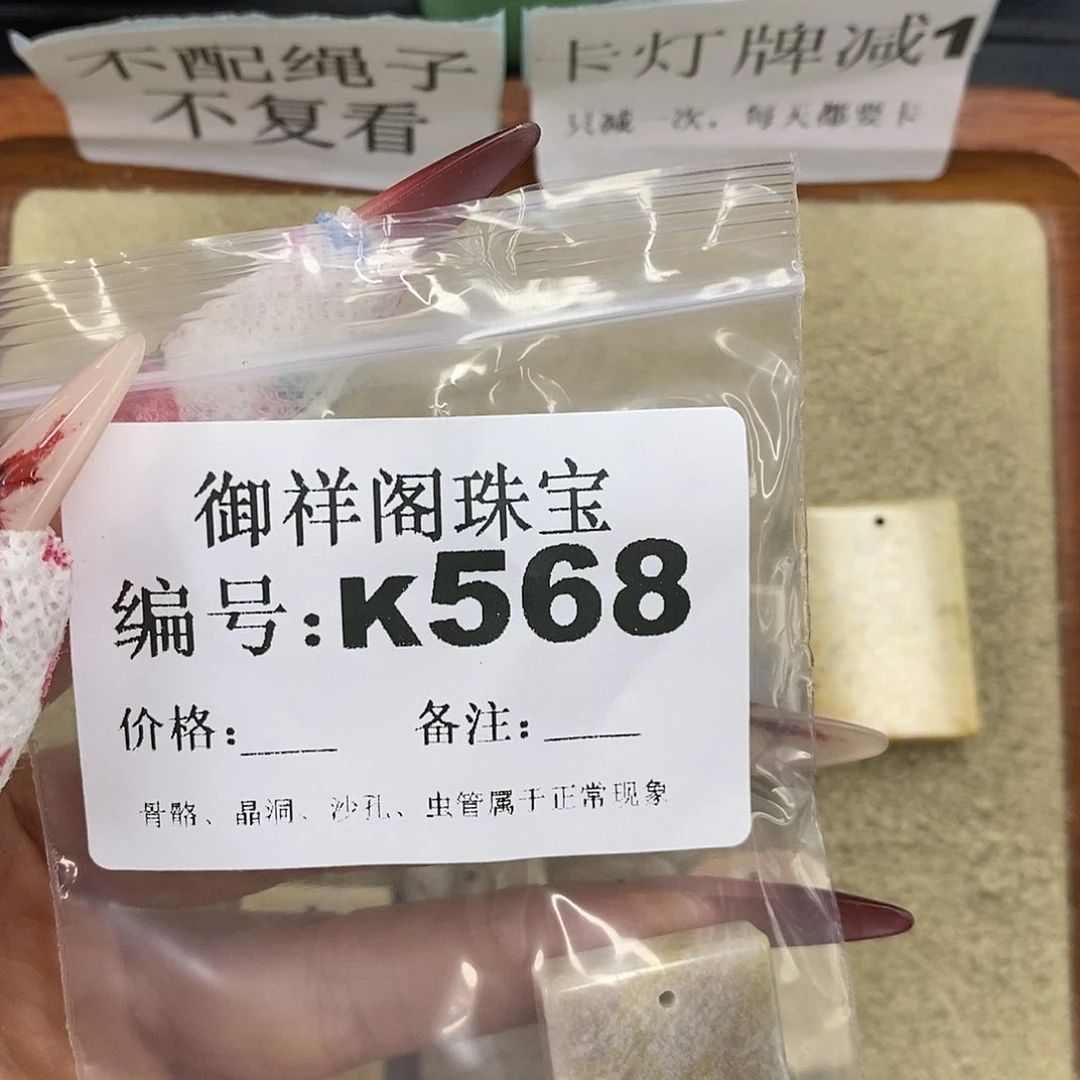 不配绳子
不复看
卡灯牌减1
只减一次，每天都要卡
御祥阁珠宝
编号:K568
价格:____ 备注:____
骨骼、晶洞、沙孔、虫管属于正常现象